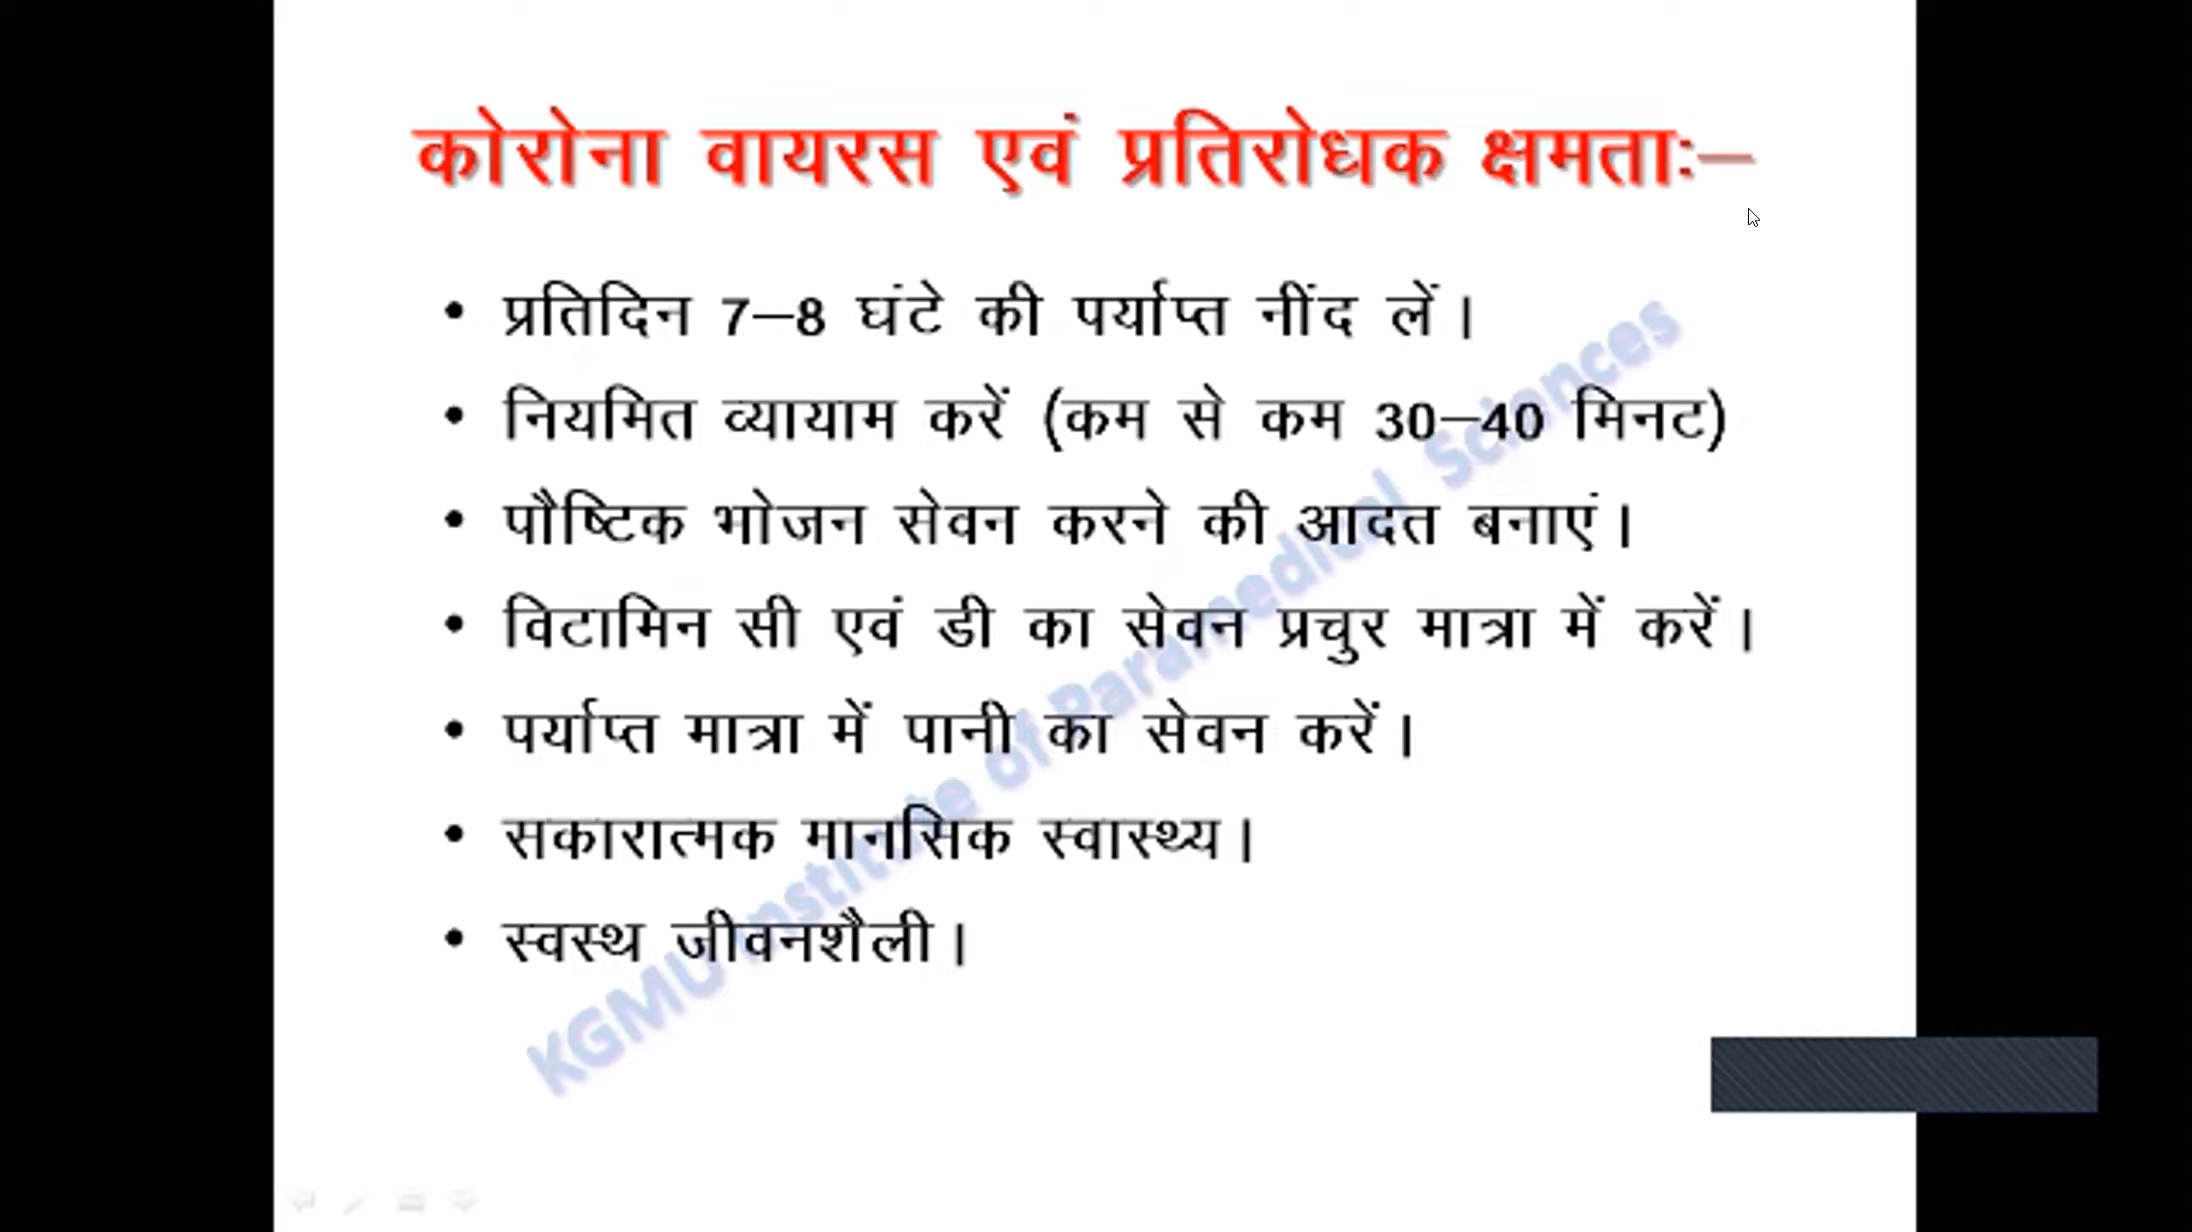 कोरोना वायरस एवं प्रतिरोधक क्षमताः–
• प्रतिदिन 7–8 घंटे की पर्याप्त नींद लें।
• नियमित व्यायाम करें (कम से कम 30–40 मिनट)
• पौष्टिक भोजन सेवन करने की आदत बनाएं।
• विटामिन सी एवं डी का सेवन प्रचुर मात्रा में करें।
• पर्याप्त मात्रा में पानी का सेवन करें।
• सकारात्मक मानसिक स्वास्थ्य।
• स्वस्थ जीवनशैली।
KGMU Institute of Paramedical Sciences